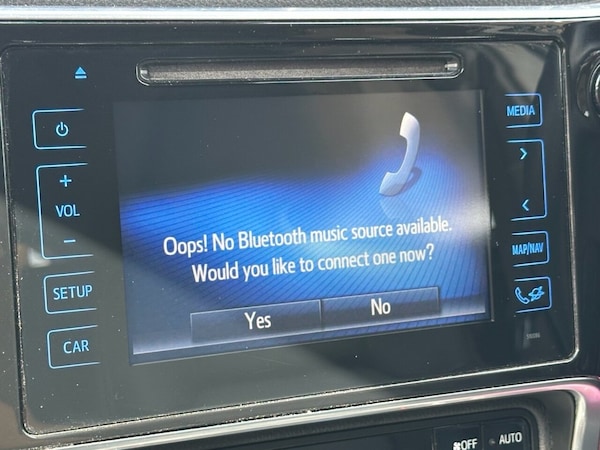 MEDIA
VOL
SETUP
CAR
MAP/NAV
Oops! No Bluetooth music source available.
Would you like to connect one now?
Yes
No
OFF
AUTO